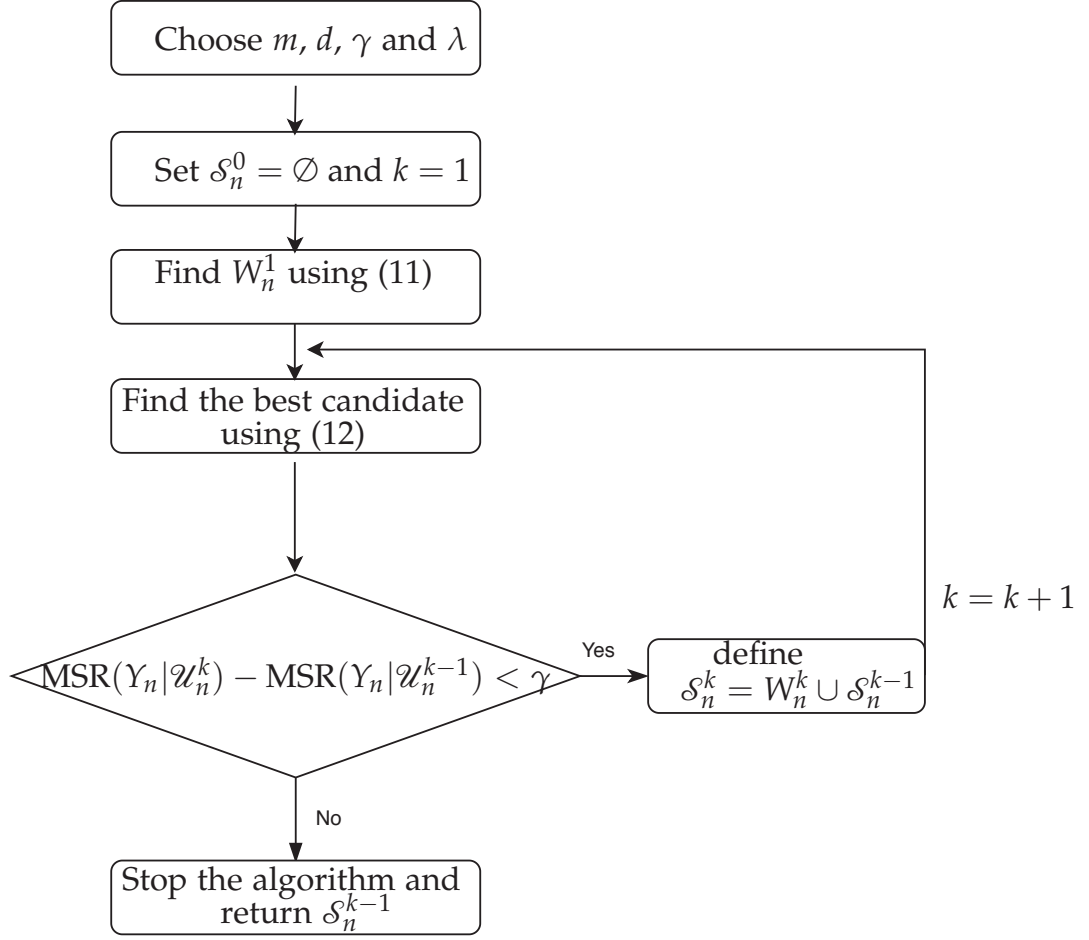 Choose m, d, γ and λ
Set 𝒮_n^0 = ∅ and k = 1
Find W_n^1 using (11)
Find the best candidate
using (12)
MSR(Y_n|𝒰_n^k) − MSR(Y_n|𝒰_n^{k−1}) < γ
Yes
define
𝒮_n^k = W_n^k ∪ 𝒮_n^{k−1}
k = k + 1
No
Stop the algorithm and
return 𝒮_n^{k−1}